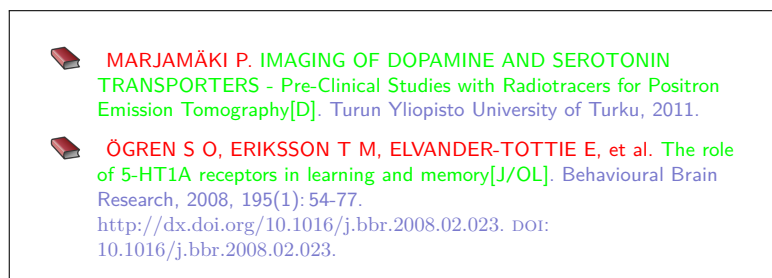 MARJAMÄKI P. IMAGING OF DOPAMINE AND SEROTONIN
TRANSPORTERS - Pre-Clinical Studies with Radiotracers for Positron
Emission Tomography[D]. Turun Yliopisto University of Turku, 2011.
ÖGREN S O, ERIKSSON T M, ELVANDER-TOTTIE E, et al. The role
of 5-HT1A receptors in learning and memory[J/OL]. Behavioural Brain
Research, 2008, 195(1): 54-77.
http://dx.doi.org/10.1016/j.bbr.2008.02.023. DOI:
10.1016/j.bbr.2008.02.023.